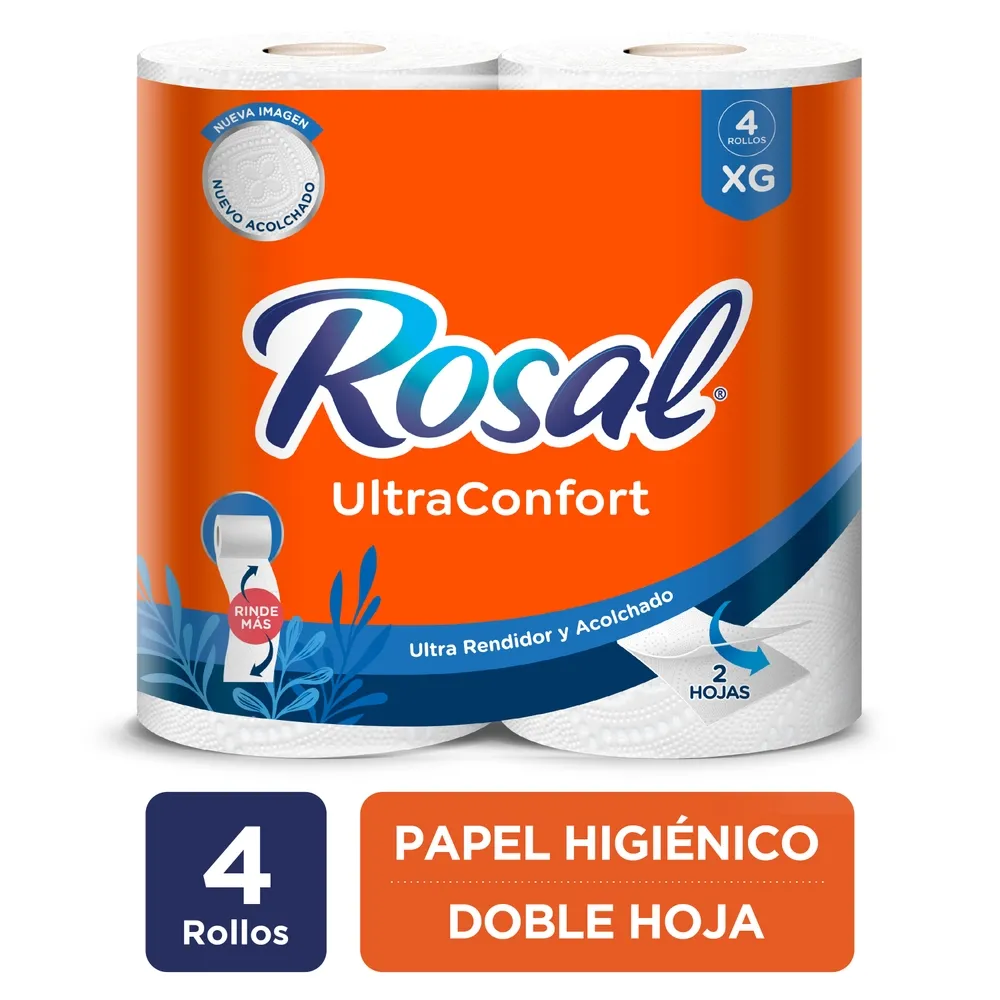 NUEVA IMAGEN
NUEVO ACOLCHADO
4
ROLLOS
XG
Rosal®
UltraConfort
RINDE
MÁS
Ultra Rendidor y Acolchado
2
HOJAS
4
Rollos
PAPEL HIGIÉNICO
DOBLE HOJA